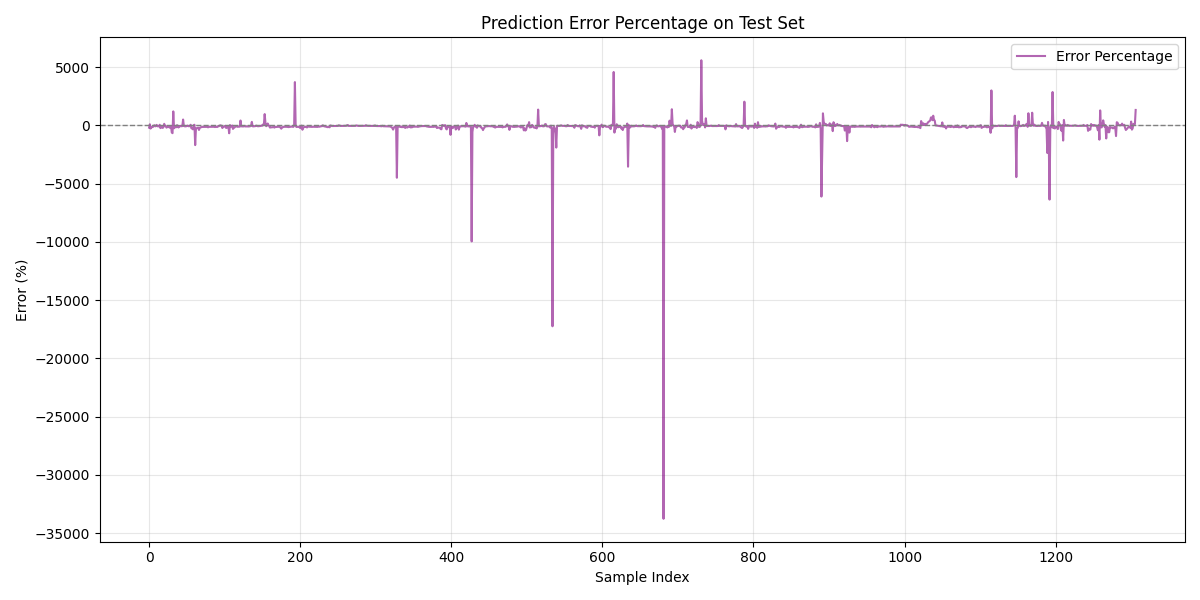 Prediction Error Percentage on Test Set
Error Percentage
Error (%)
5000
0
−5000
−10000
−15000
−20000
−25000
−30000
−35000
0 200 400 600 800 1000 1200
Sample Index